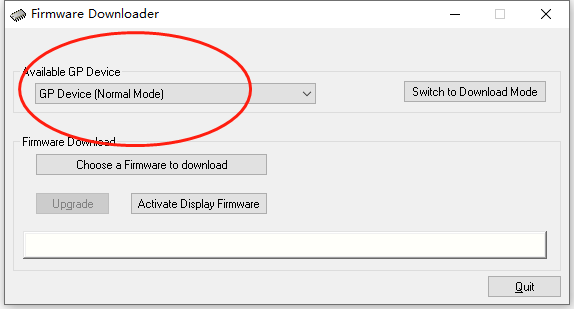 Firmware Downloader
Available GP Device
GP Device (Normal Mode)
Switch to Download Mode
Firmware Download
Choose a Firmware to download
Upgrade
Activate Display Firmware
Quit